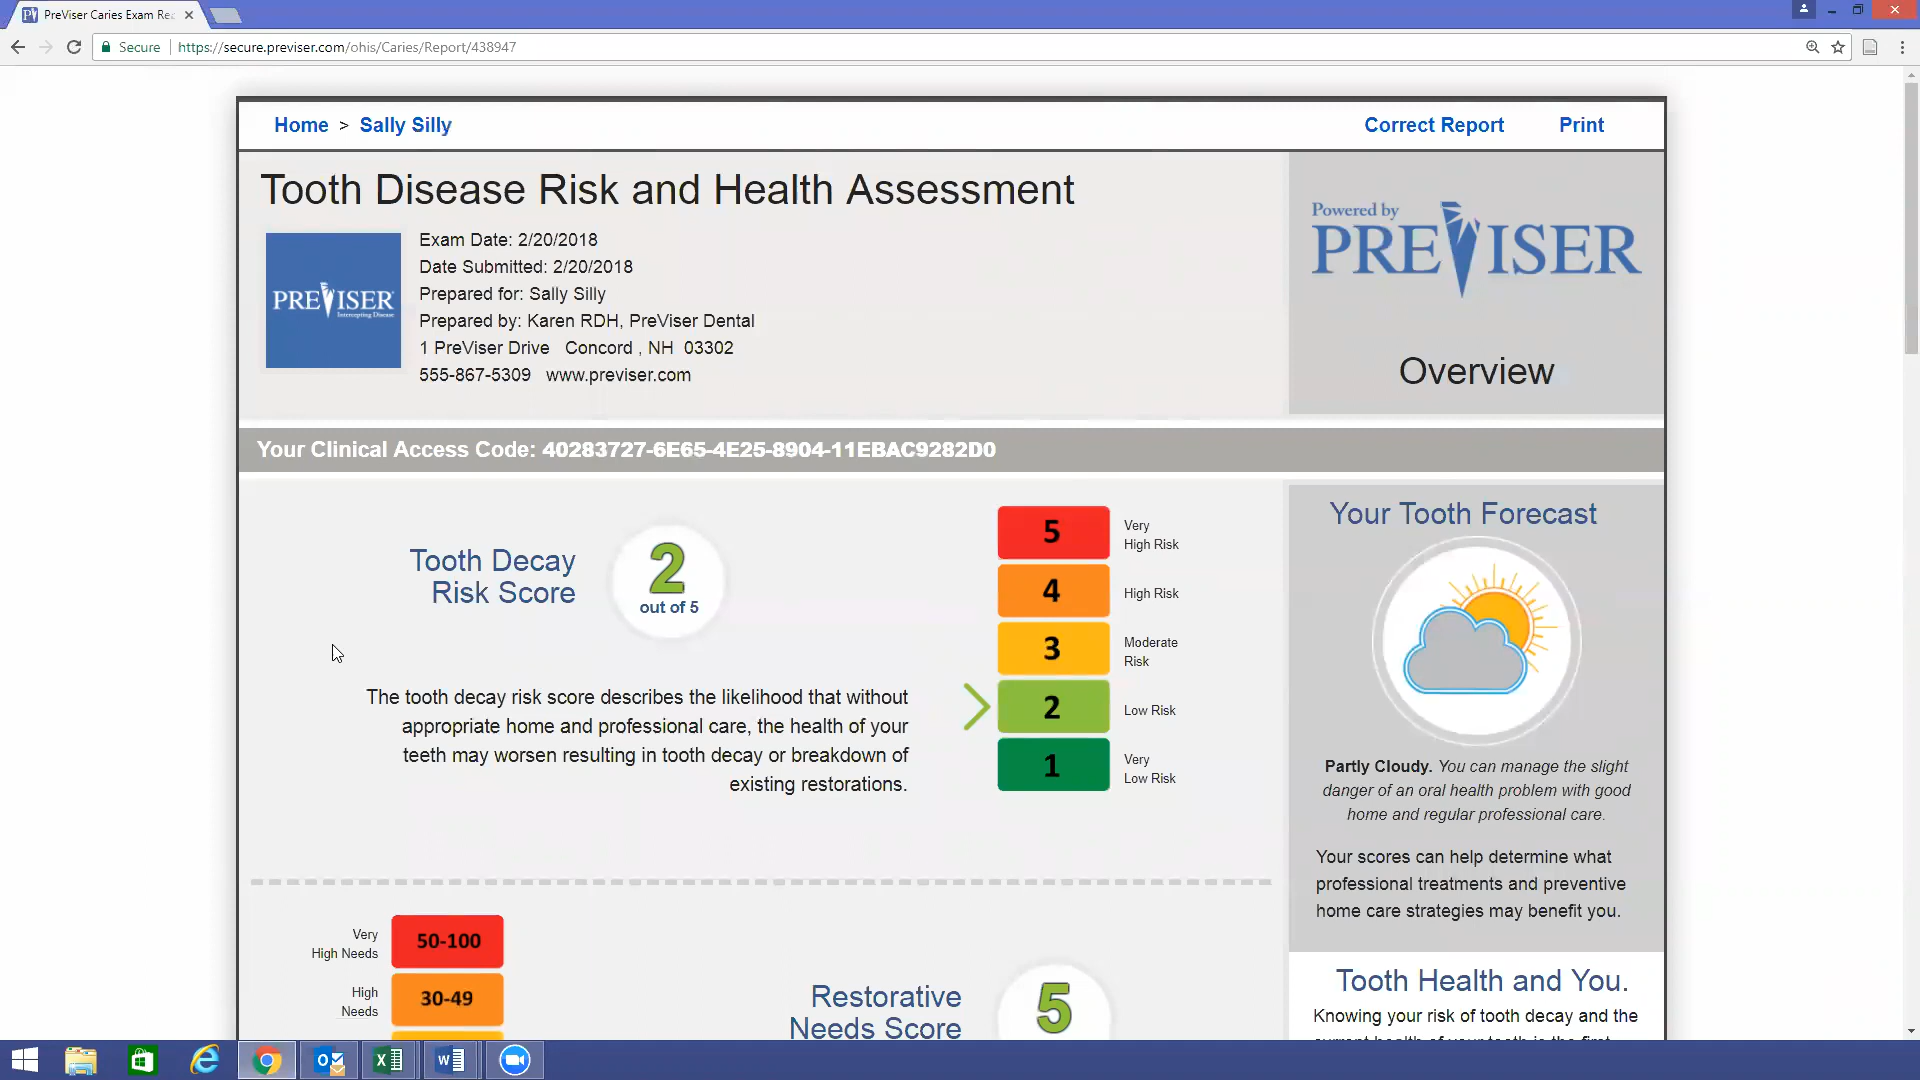 PreViser Caries Exam Rec
Secure
https://secure.previser.com/ohis/Caries/Report/438947
Home > Sally Silly
Correct Report
Print
Tooth Disease Risk and Health Assessment
PREVISER
Intercepting Disease
Exam Date: 2/20/2018
Date Submitted: 2/20/2018
Prepared for: Sally Silly
Prepared by: Karen RDH, PreViser Dental
1 PreViser Drive Concord , NH 03302
555-867-5309 www.previser.com
Powered by
PREVISER
Overview
Your Clinical Access Code: 40283727-6E65-4E25-8904-11EBAC9282D0
Tooth Decay
Risk Score
2
out of 5
The tooth decay risk score describes the likelihood that without
appropriate home and professional care, the health of your
teeth may worsen resulting in tooth decay or breakdown of
existing restorations.
5 Very
High Risk
4 High Risk
3 Moderate
Risk
2 Low Risk
1 Very
Low Risk
Your Tooth Forecast
Partly Cloudy. You can manage the slight
danger of an oral health problem with good
home and regular professional care.
Your scores can help determine what
professional treatments and preventive
home care strategies may benefit you.
Very
High Needs
50-100
High
Needs
30-49
Restorative
Needs Score
5
Tooth Health and You.
Knowing your risk of tooth decay and the